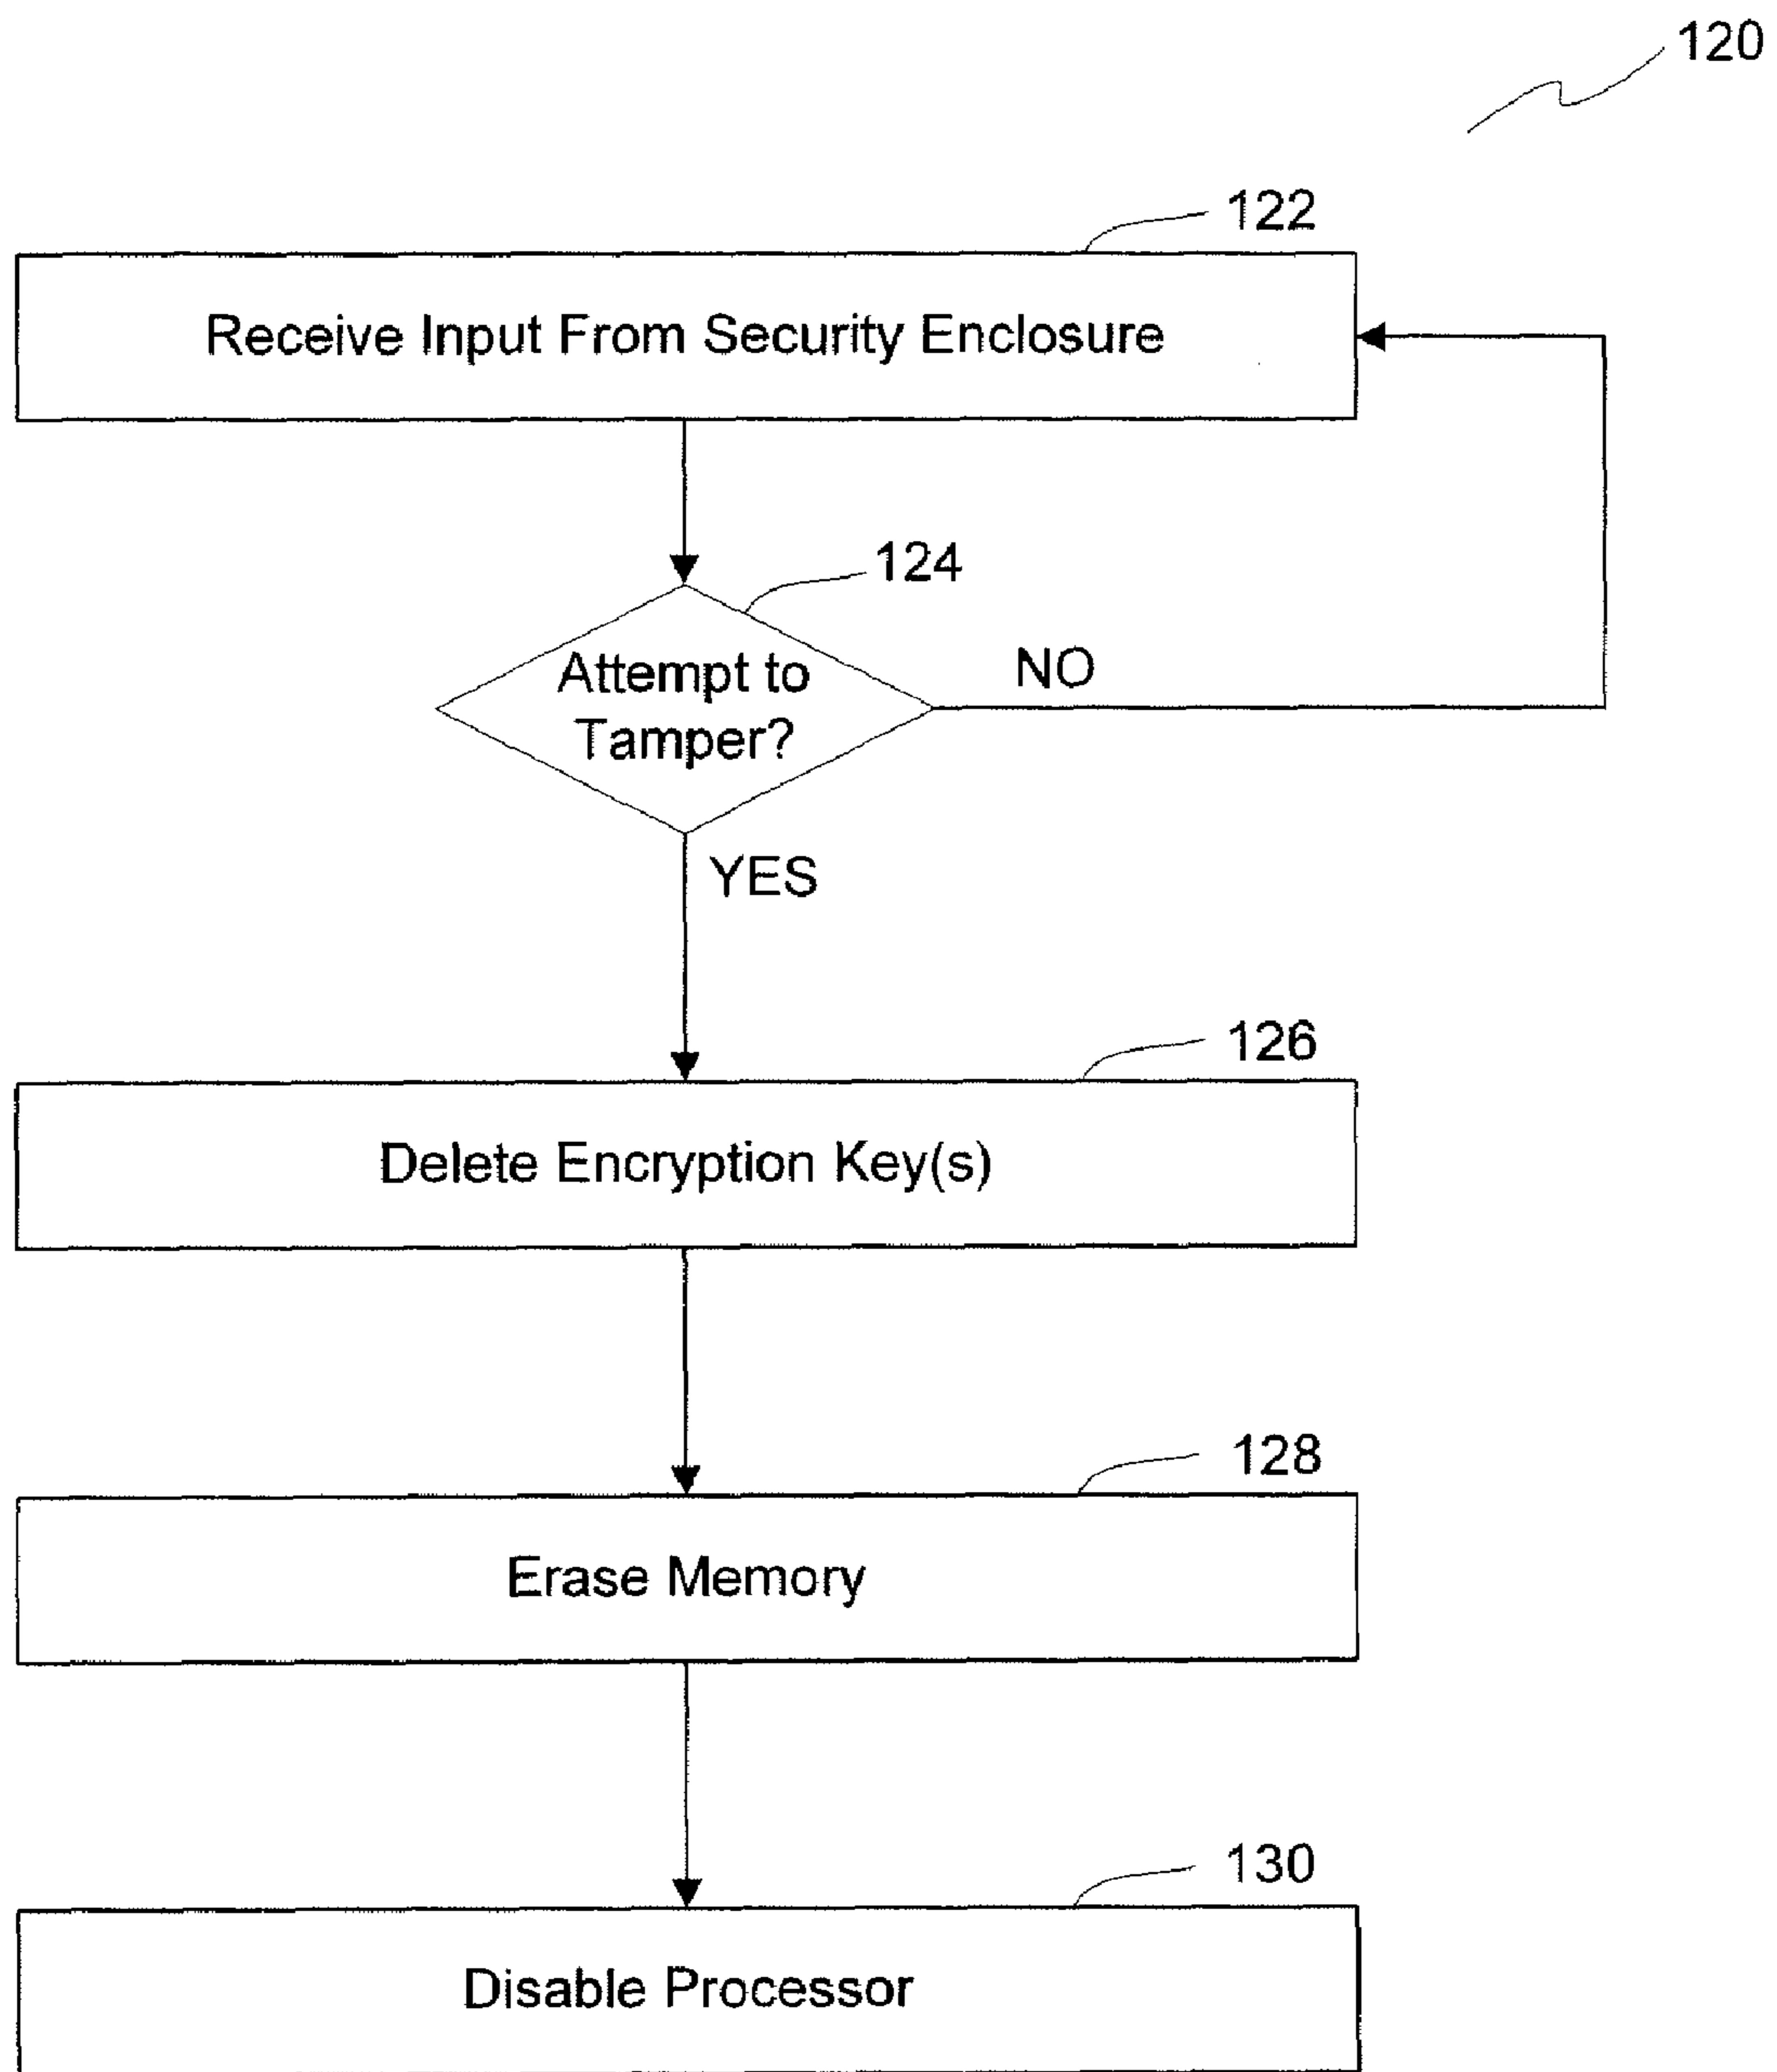 120
122
Receive Input From Security Enclosure
124
Attempt to
Tamper?
NO
YES
126
Delete Encryption Key(s)
128
Erase Memory
130
Disable Processor